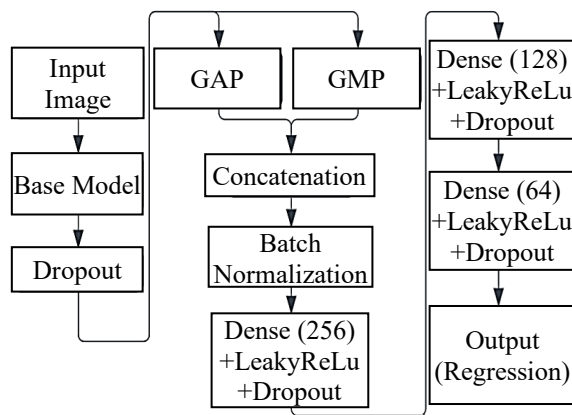 Input
Image
Base Model
Dropout
GAP
GMP
Concatenation
Batch
Normalization
Dense (256)
+LeakyReLu
+Dropout
Dense (128)
+LeakyReLu
+Dropout
Dense (64)
+LeakyReLu
+Dropout
Output
(Regression)